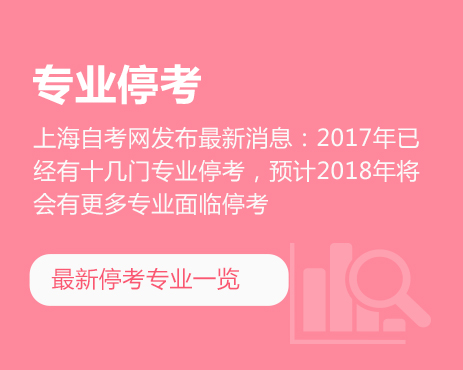 专业停考
上海自考网发布最新消息：2017年已
经有十几门专业停考，预计2018年将
会有更多专业面临停考
最新停考专业一览